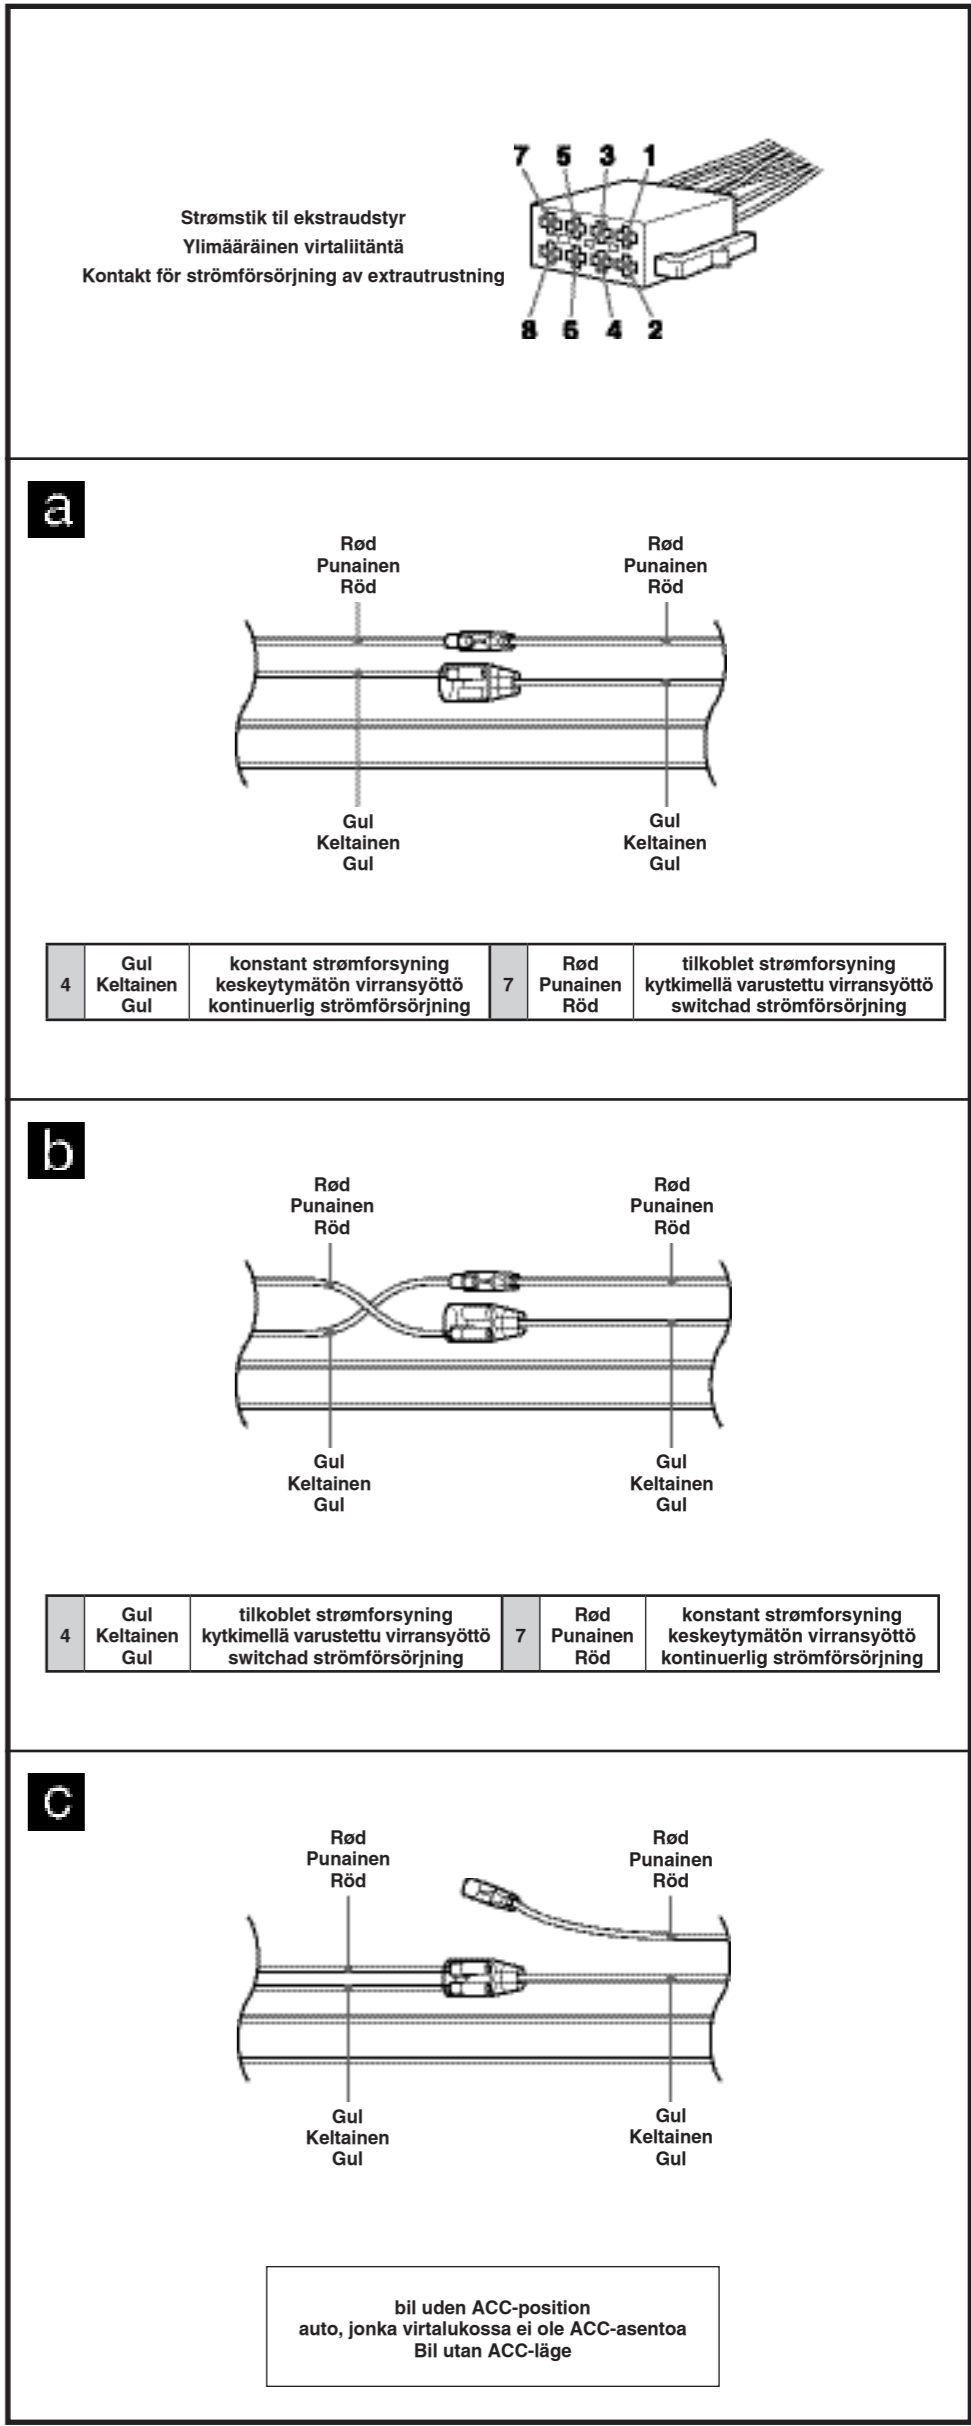 7 5 3 1
Strømstik til ekstraudstyr
Ylimääräinen virtaliitäntä
Kontakt för strömförsörjning av extrautrustning
8 6 4 2
a
Rød
Punainen
Röd
Rød
Punainen
Röd
Gul
Keltainen
Gul
Gul
Keltainen
Gul
4
Gul
Keltainen
Gul
konstant strømforsyning
keskeytymätön virransyöttö
kontinuerlig strömförsörjning
7
Rød
Punainen
Röd
tilkoblet strømforsyning
kytkimellä varustettu virransyöttö
switchad strömförsörjning
b
Rød
Punainen
Röd
Rød
Punainen
Röd
Gul
Keltainen
Gul
Gul
Keltainen
Gul
4
Gul
Keltainen
Gul
tilkoblet strømforsyning
kytkimellä varustettu virransyöttö
switchad strömförsörjning
7
Rød
Punainen
Röd
konstant strømforsyning
keskeytymätön virransyöttö
kontinuerlig strömförsörjning
c
Rød
Punainen
Röd
Rød
Punainen
Röd
Gul
Keltainen
Gul
Gul
Keltainen
Gul
bil uden ACC-position
auto, jonka virtalukossa ei ole ACC-asentoa
Bil utan ACC-läge